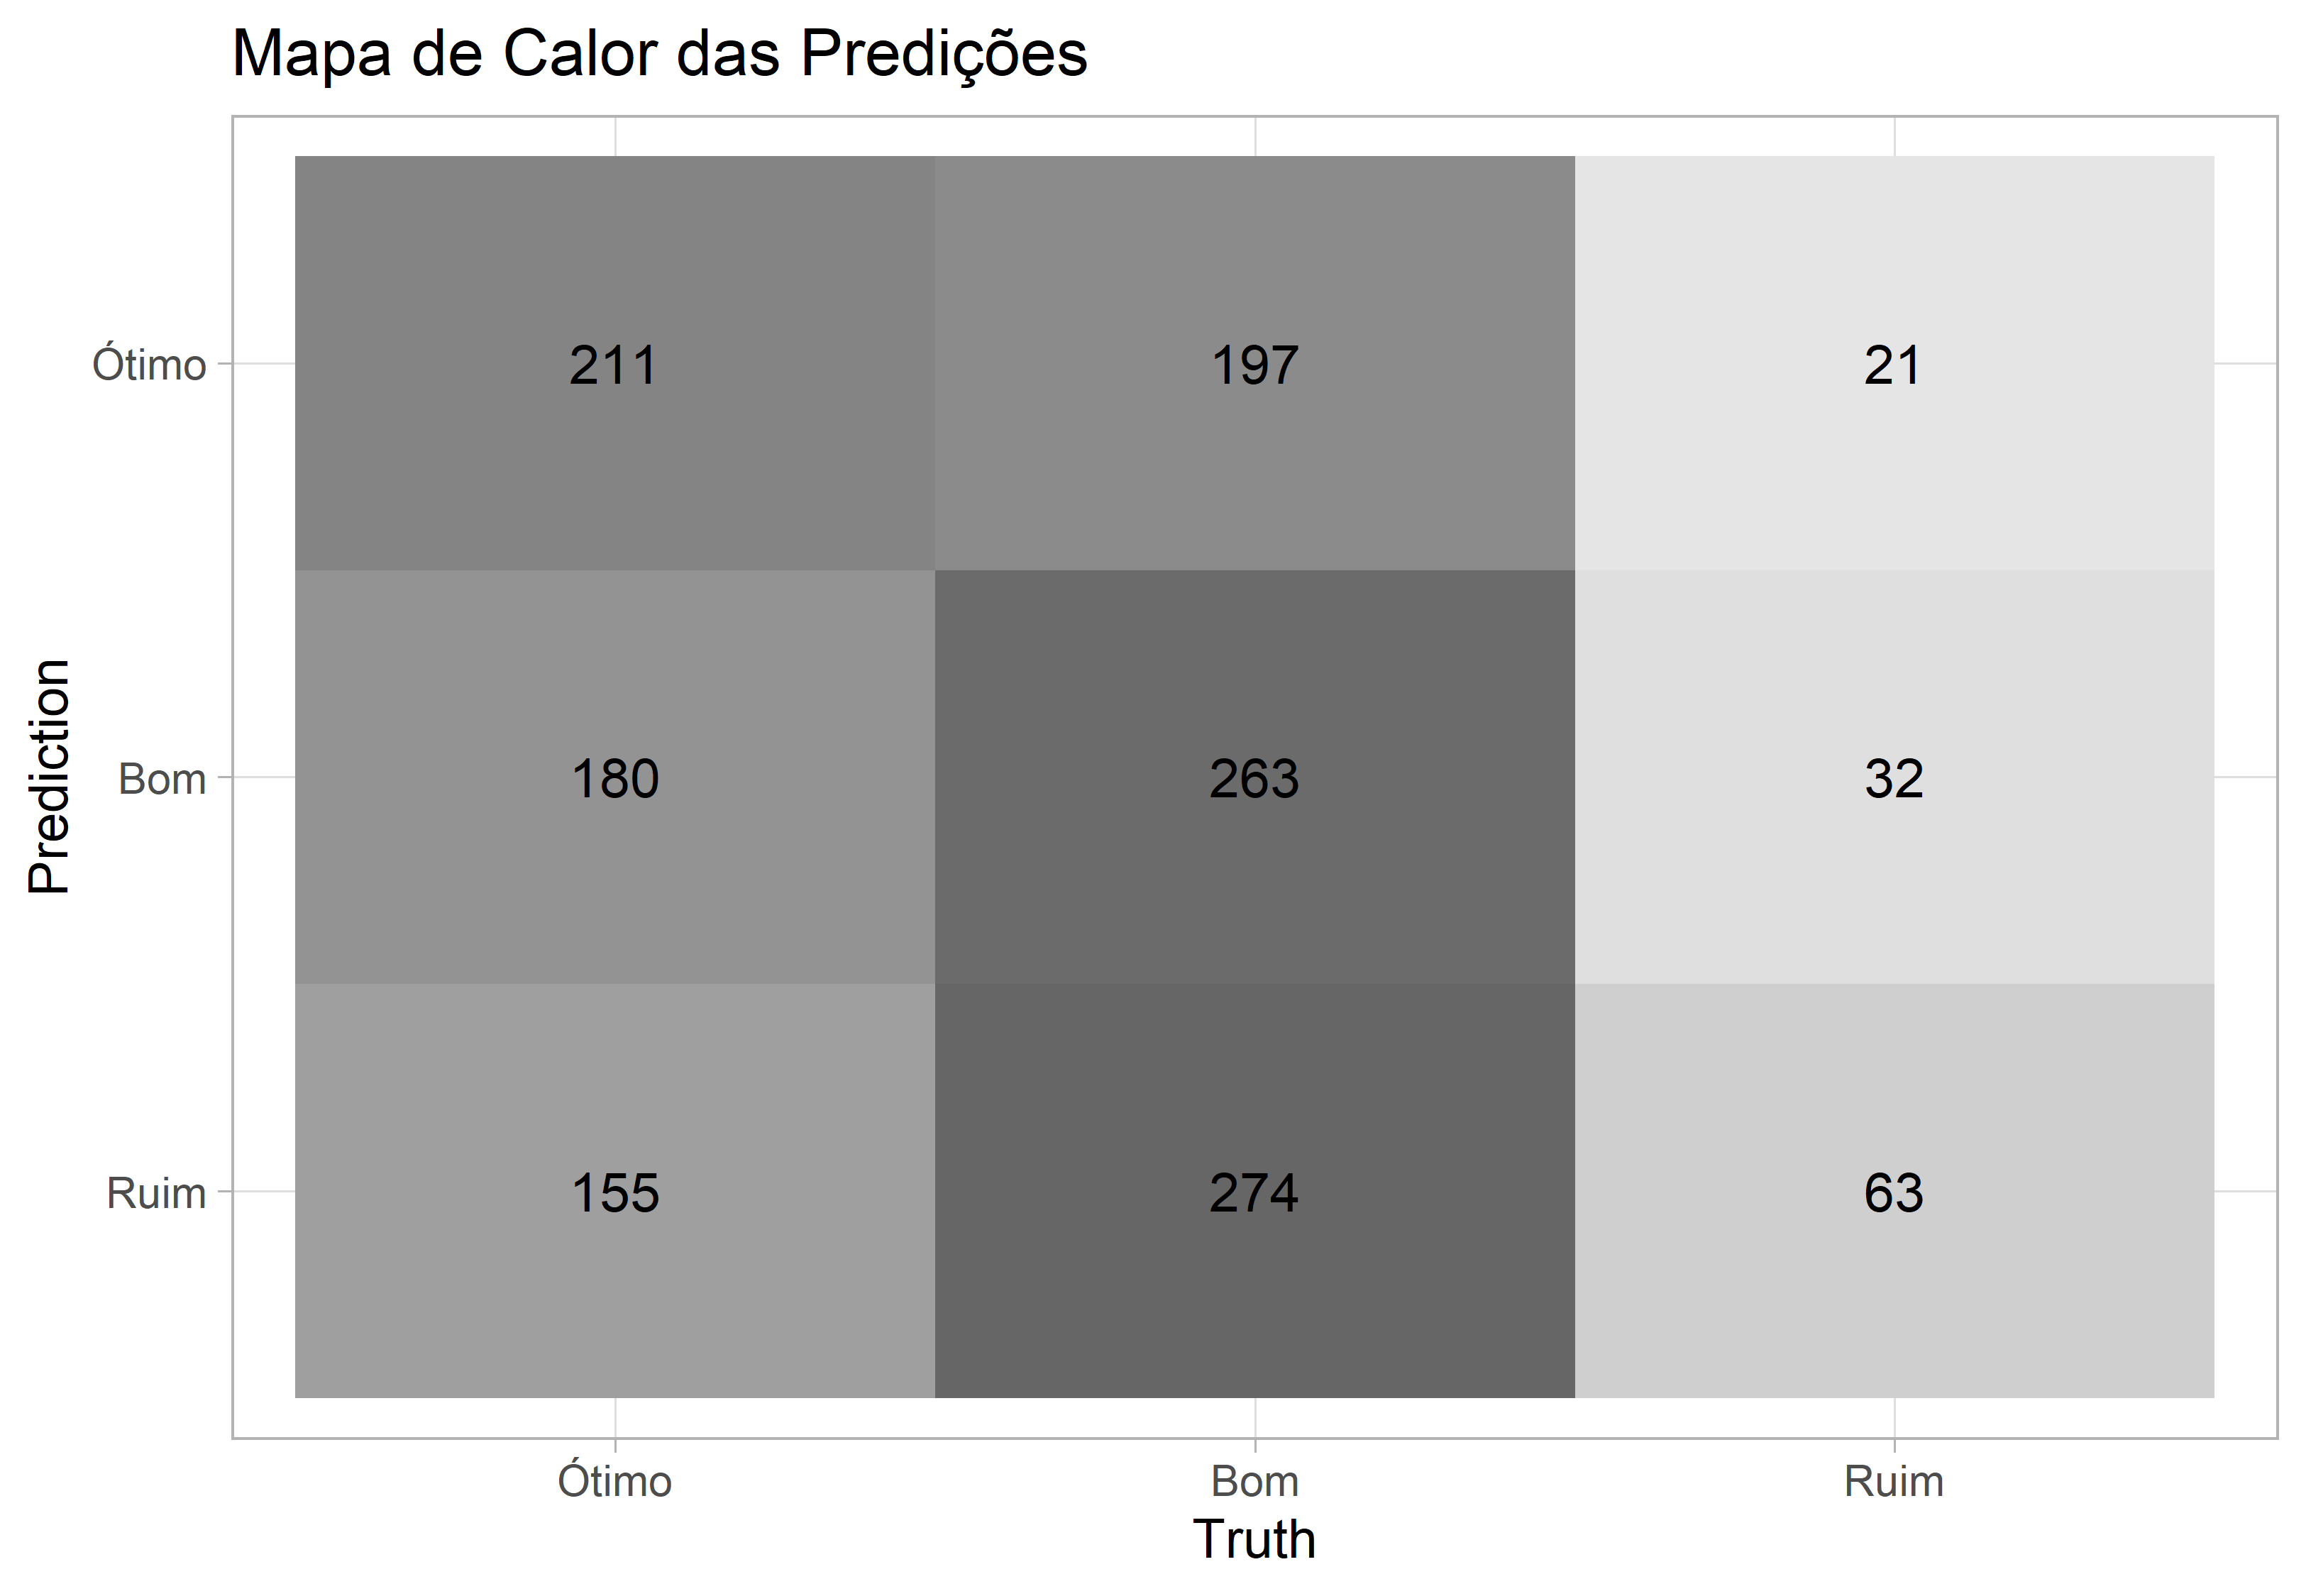 Mapa de Calor das Predições
Prediction
Ótimo
211
197
21
Bom
180
263
32
Ruim
155
274
63
Ótimo
Bom
Ruim
Truth